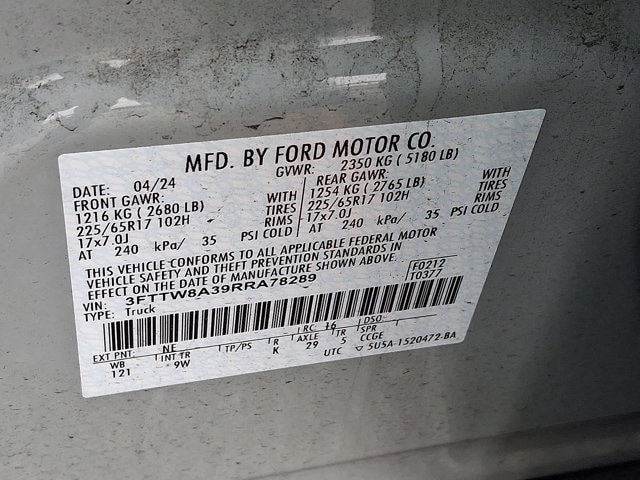 MFD. BY FORD MOTOR CO.
DATE: 04/24 GVWR: 2350 KG ( 5180 LB)
FRONT GAWR: WITH REAR GAWR: WITH
1216 KG ( 2680 LB) TIRES 1254 KG ( 2765 LB) TIRES
225/65R17 102H RIMS 225/65R17 102H RIMS
17x7.0J 17x7.0J
AT 240 kPa/ 35 PSI COLD AT 240 kPa/ 35 PSI COLD
THIS VEHICLE CONFORMS TO ALL APPLICABLE FEDERAL MOTOR
VEHICLE SAFETY AND THEFT PREVENTION STANDARDS IN
EFFECT ON THE DATE OF MANUFACTURE SHOWN ABOVE.
VIN: 3FTTW8A39RRA78289 F0212
TYPE: Truck T0377
EXT PNT: NE RC: 16 DSO:
WB INT TR TP/PS R AXLE TR SPR
121 9W K 29 5 CCGE
UTC ▽ 5U5A-1520472-BA